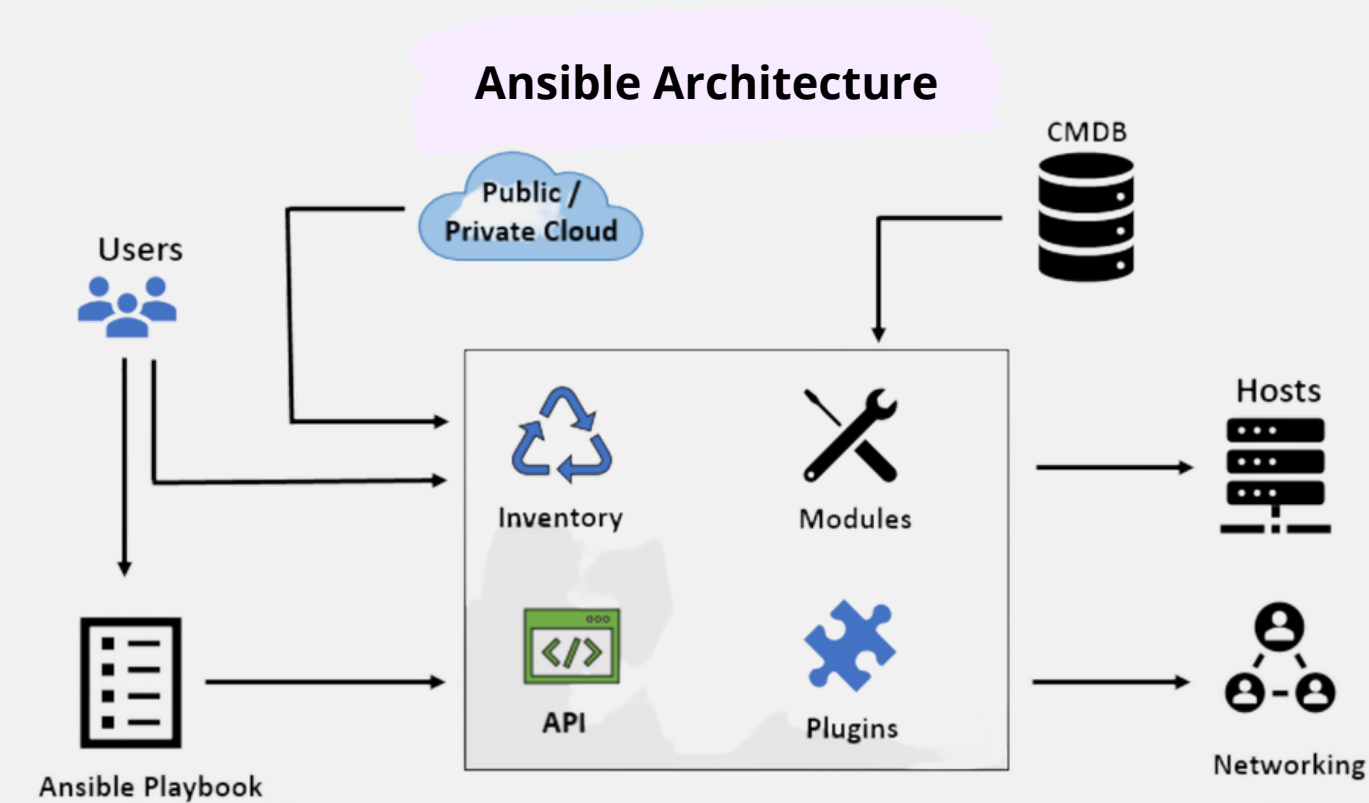 Ansible Architecture
CMDB
Public /
Private Cloud
Users
Hosts
Inventory
Modules
</>
API
Plugins
Networking
Ansible Playbook